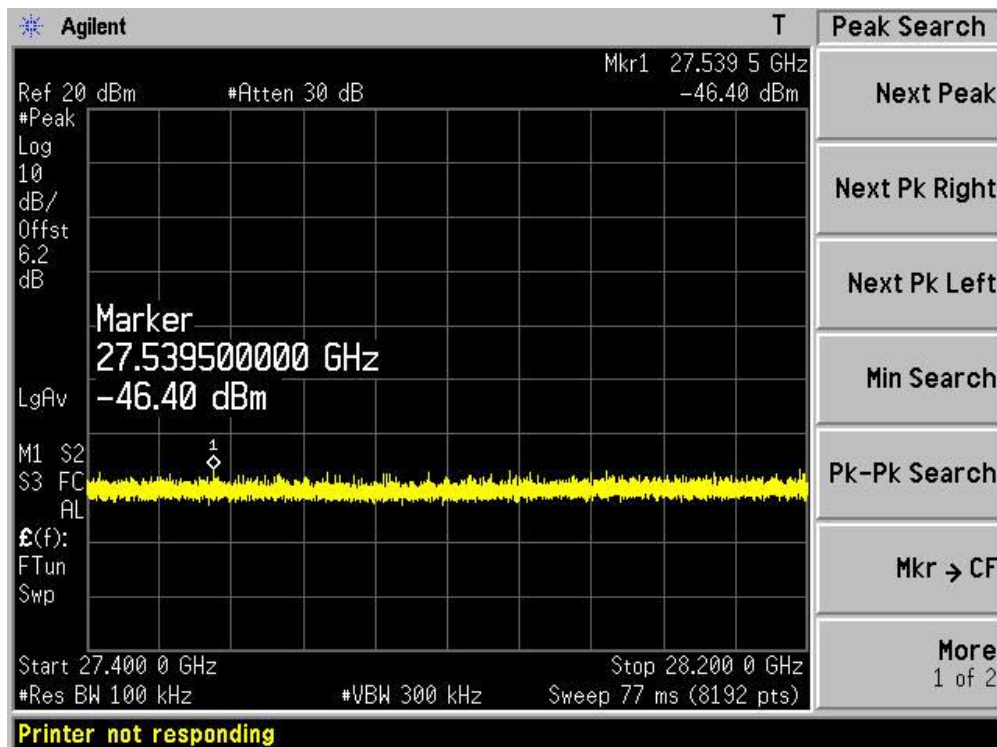 Agilent T Peak Search
Mkr1 27.539 5 GHz
Ref 20 dBm #Atten 30 dB -46.40 dBm
#Peak
Log
10
dB/
Offst
6.2
dB
Marker
27.539500000 GHz
-46.40 dBm
LgAv
1
M1 S2
S3 FC
AL
£(f):
FTun
Swp
Start 27.400 0 GHz Stop 28.200 0 GHz
#Res BW 100 kHz #VBW 300 kHz Sweep 77 ms (8192 pts)
Printer not responding
Next Peak
Next Pk Right
Next Pk Left
Min Search
Pk-Pk Search
Mkr → CF
More
1 of 2